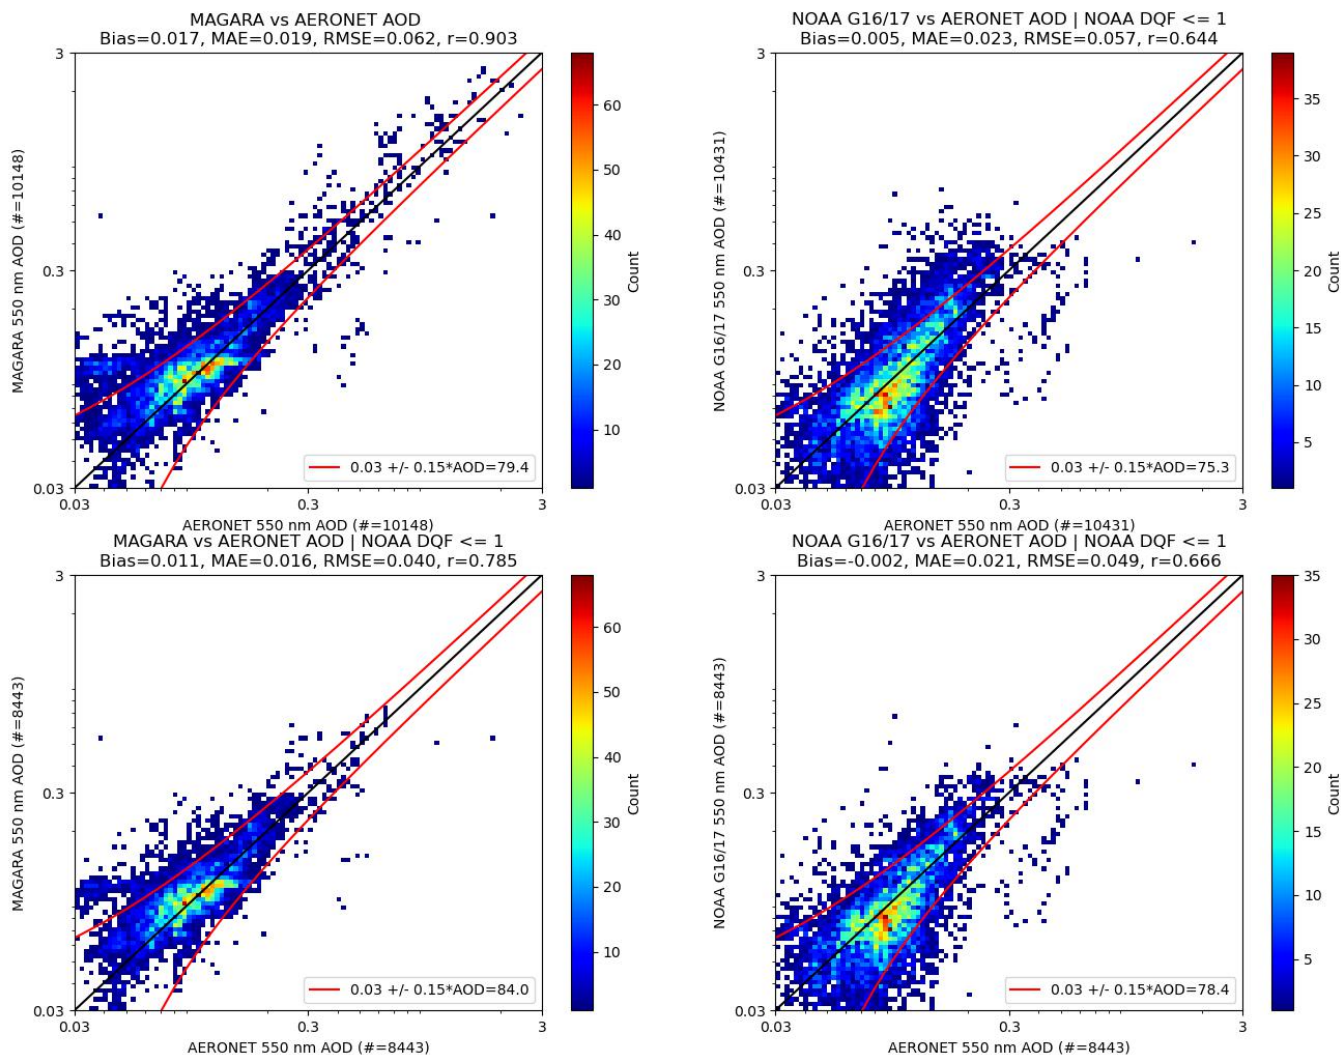 MAGARA vs AERONET AOD
Bias=0.017, MAE=0.019, RMSE=0.062, r=0.903
3
0.3
0.03
MAGARA 550 nm AOD (#=10148)
0.03
0.3
3
AERONET 550 nm AOD (#=10148)
0.03 +/- 0.15*AOD=79.4
60
50
40
30
20
10
Count
NOAA G16/17 vs AERONET AOD | NOAA DQF <= 1
Bias=0.005, MAE=0.023, RMSE=0.057, r=0.644
3
0.3
0.03
NOAA G16/17 550 nm AOD (#=10431)
0.03
0.3
3
AERONET 550 nm AOD (#=10431)
0.03 +/- 0.15*AOD=75.3
35
30
25
20
15
10
5
Count
MAGARA vs AERONET AOD | NOAA DQF <= 1
Bias=0.011, MAE=0.016, RMSE=0.040, r=0.785
3
0.3
0.03
MAGARA 550 nm AOD (#=8443)
0.03
0.3
3
AERONET 550 nm AOD (#=8443)
0.03 +/- 0.15*AOD=84.0
60
50
40
30
20
10
Count
NOAA G16/17 vs AERONET AOD | NOAA DQF <= 1
Bias=-0.002, MAE=0.021, RMSE=0.049, r=0.666
3
0.3
0.03
NOAA G16/17 550 nm AOD (#=8443)
0.03
0.3
3
AERONET 550 nm AOD (#=8443)
0.03 +/- 0.15*AOD=78.4
35
30
25
20
15
10
5
Count